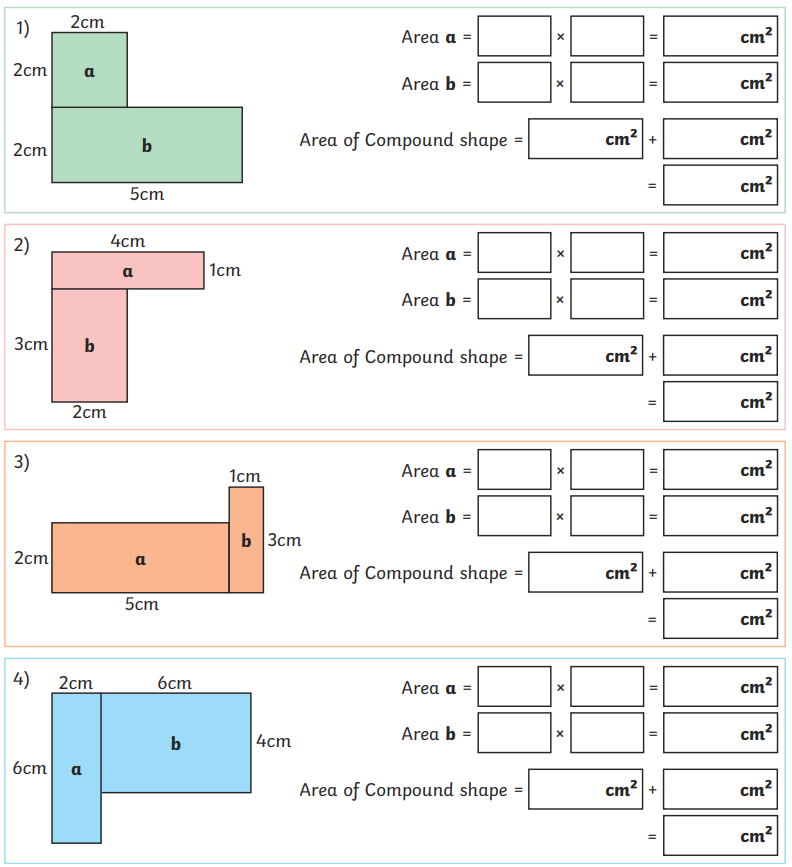 1)
2cm
2cm
a
2cm
b
5cm
Area a = × = cm²
Area b = × = cm²
Area of Compound shape = cm² + cm²
= cm²
2)
4cm
a
1cm
3cm
b
2cm
Area a = × = cm²
Area b = × = cm²
Area of Compound shape = cm² + cm²
= cm²
3)
1cm
2cm
a
b
3cm
5cm
Area a = × = cm²
Area b = × = cm²
Area of Compound shape = cm² + cm²
= cm²
4)
2cm 6cm
b
4cm
6cm
a
Area a = × = cm²
Area b = × = cm²
Area of Compound shape = cm² + cm²
= cm²